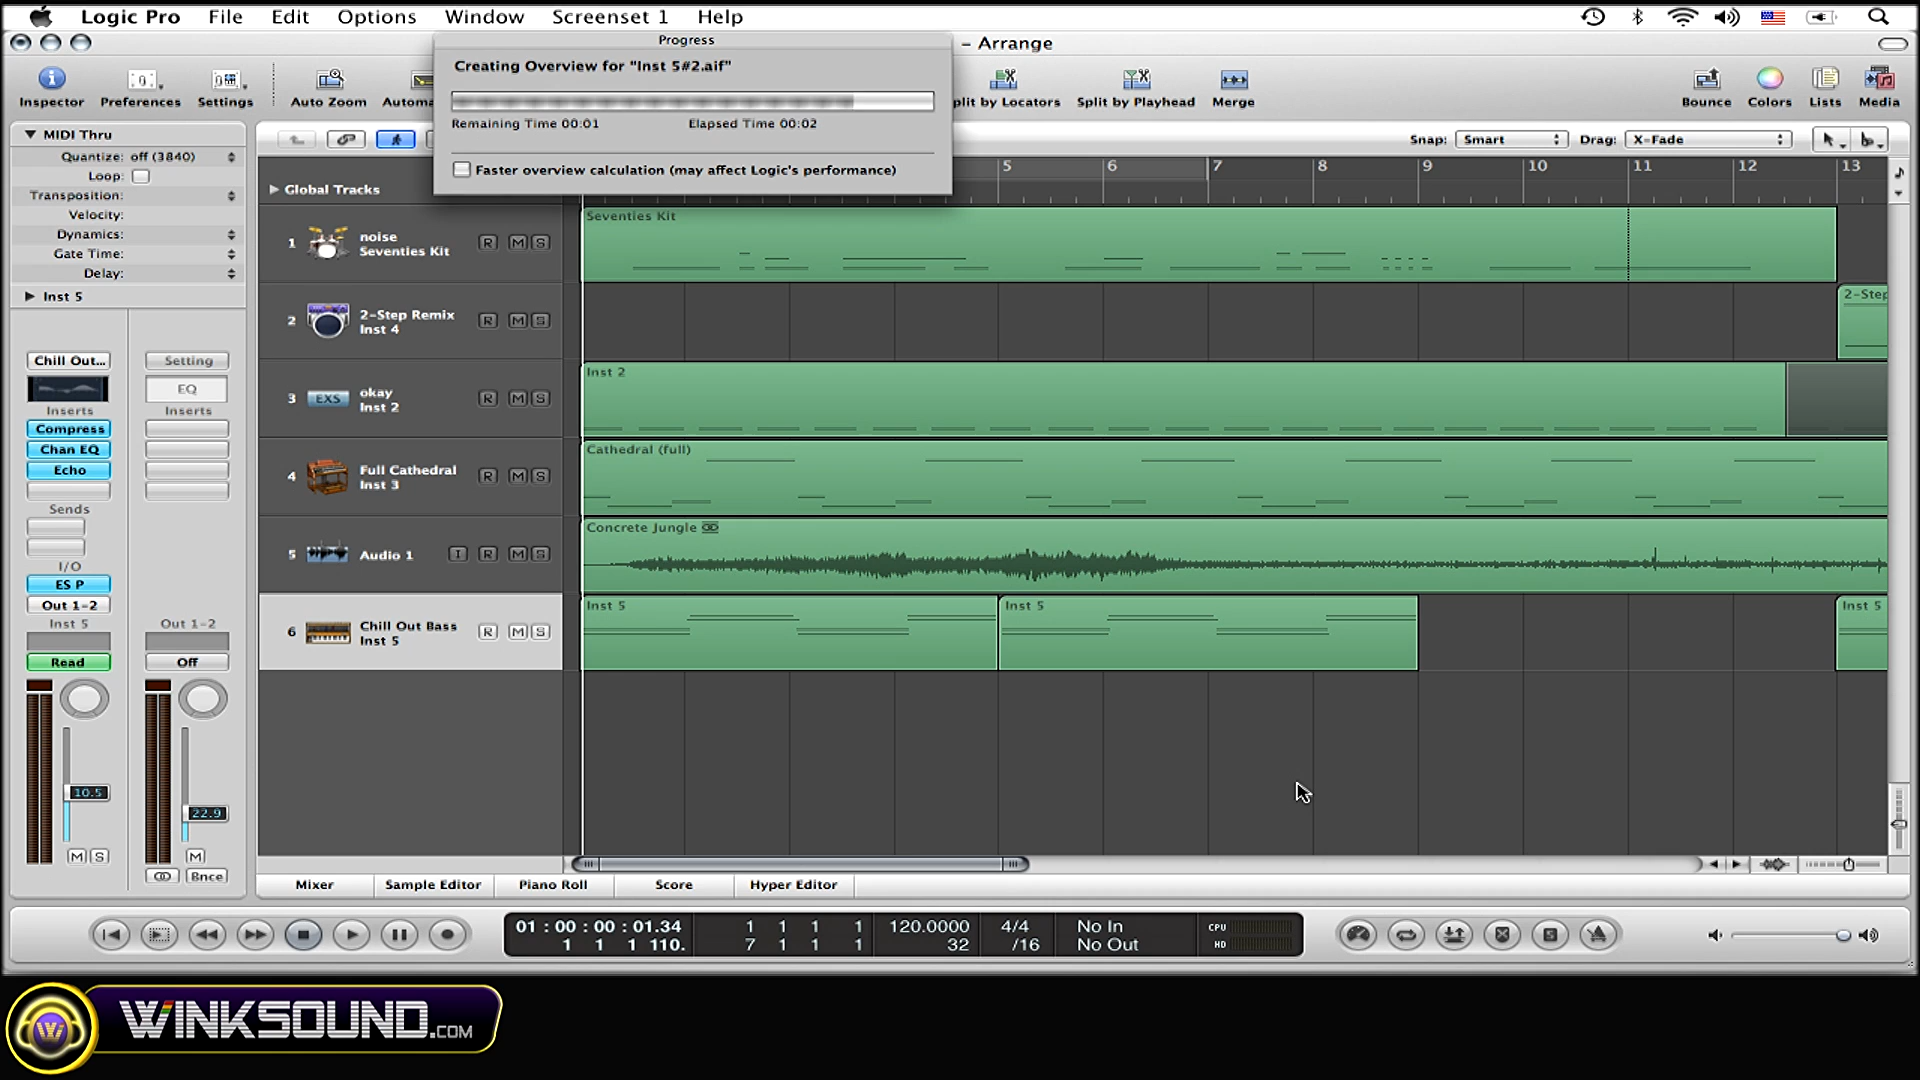 Logic Pro File Edit Options Window Screenset 1 Help
Progress
– Arrange
Creating Overview for "Inst 5#2.aif"
Remaining Time 00:01 Elapsed Time 00:02
Faster overview calculation (may affect Logic's performance)
Inspector Preferences Settings Auto Zoom Automa plit by Locators Split by Playhead Merge Bounce Colors Lists Media
MIDI Thru
Quantize: off (3840)
Loop:
Transposition:
Velocity:
Dynamics:
Gate Time:
Delay:
Inst 5
Snap: Smart Drag: X-Fade
Global Tracks
5 6 7 8 9 10 11 12 13
1 noise R M S
Seventies Kit
Seventies Kit
2 2-Step Remix R M S
Inst 4
2-Step
3 EXS okay R M S
Inst 2
Inst 2
4 Full Cathedral R M S
Inst 3
Cathedral (full)
5 Audio 1 I R M S
Concrete Jungle
6 Chill Out Bass R M S
Inst 5
Inst 5 Inst 5 Inst 5
Chill Out... Setting
EQ
Inserts Inserts
Compress
Chan EQ
Echo
Sends
I/O
ES P
Out 1-2
Inst 5 Out 1-2
Read Off
10.5
22.9
M S M
Bnce
Mixer Sample Editor Piano Roll Score Hyper Editor
01 : 00 : 00 : 01.34 1 1 1 1 120.0000 4/4 No In CPU
1 1 1 110. 7 1 1 1 32 /16 No Out HD
W WINKSOUND.COM